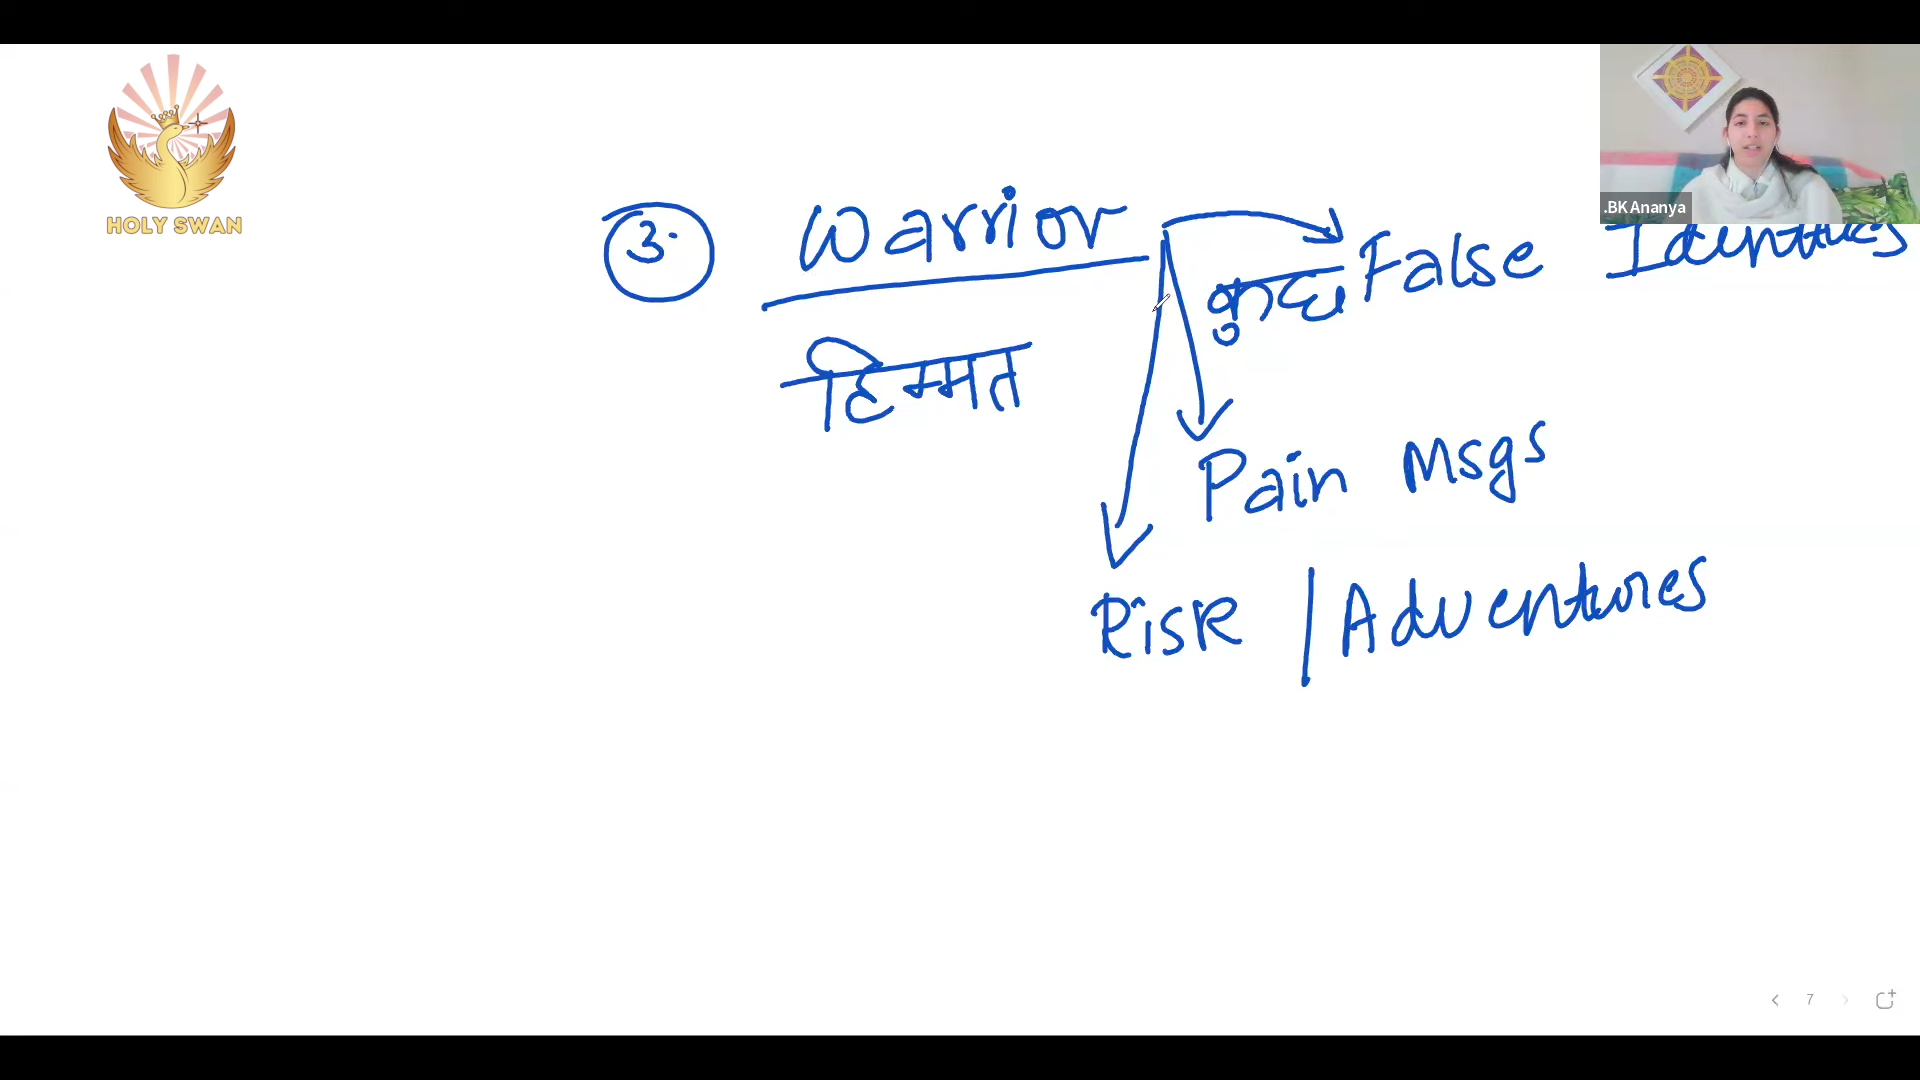 HOLY SWAN
.BK Ananya
3.
Warrior
False Identities
हिम्मत
Pain Msgs
Risk / Adventures
7